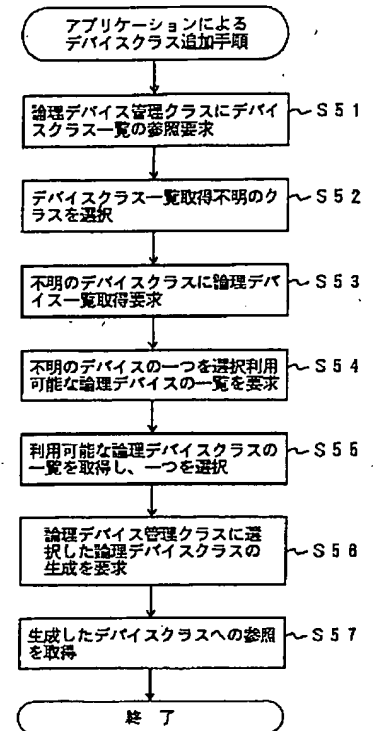 アプリケーションによる
デバイスクラス追加手順
論理デバイス管理クラスにデバイ
スクラス一覧の参照要求
S51
デバイスクラス一覧取得不明のク
ラスを選択
S52
不明のデバイスクラスに論理デバ
イス一覧取得要求
S53
不明のデバイスの一つを選択利用
可能な論理デバイスの一覧を要求
S54
利用可能な論理デバイスクラスの
一覧を取得し、一つを選択
S55
論理デバイス管理クラスに選
択した論理デバイスクラスの
生成を要求
S56
生成したデバイスクラスへの参照
を取得
S57
終了